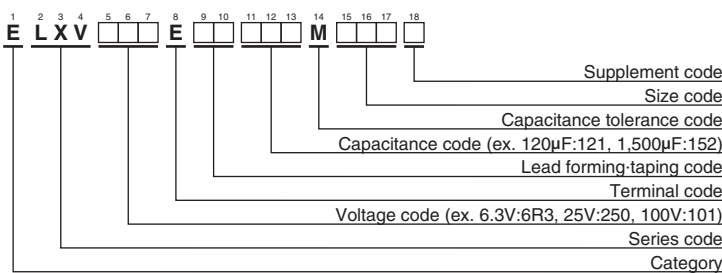 1 2 3 4 5 6 7 8 9 10 11 12 13 14 15 16 17 18
E L X V □□□ E □□ □□□ M □□□ □
Supplement code
Size code
Capacitance tolerance code
Capacitance code (ex. 120μF:121, 1,500μF:152)
Lead forming·taping code
Terminal code
Voltage code (ex. 6.3V:6R3, 25V:250, 100V:101)
Series code
Category